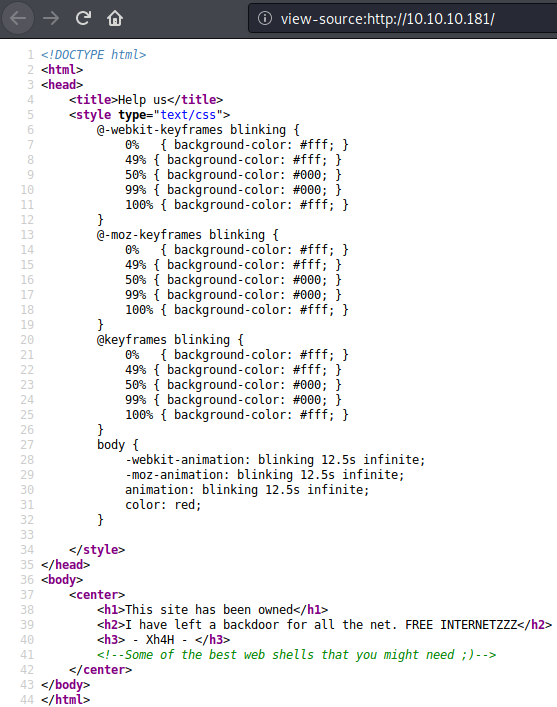 view-source:http://10.10.10.181/
1 <!DOCTYPE html>
2 <html>
3 <head>
4     <title>Help us</title>
5     <style type="text/css">
6         @-webkit-keyframes blinking {
7             0%   { background-color: #fff; }
8             49% { background-color: #fff; }
9             50% { background-color: #000; }
10             99% { background-color: #000; }
11             100% { background-color: #fff; }
12         }
13         @-moz-keyframes blinking {
14             0%   { background-color: #fff; }
15             49% { background-color: #fff; }
16             50% { background-color: #000; }
17             99% { background-color: #000; }
18             100% { background-color: #fff; }
19         }
20         @keyframes blinking {
21             0%   { background-color: #fff; }
22             49% { background-color: #fff; }
23             50% { background-color: #000; }
24             99% { background-color: #000; }
25             100% { background-color: #fff; }
26         }
27         body {
28             -webkit-animation: blinking 12.5s infinite;
29             -moz-animation: blinking 12.5s infinite;
30             animation: blinking 12.5s infinite;
31             color: red;
32         }
33
34     </style>
35 </head>
36 <body>
37     <center>
38         <h1>This site has been owned</h1>
39         <h2>I have left a backdoor for all the net. FREE INTERNETZZZ</h2>
40         <h3> - Xh4H - </h3>
41         <!--Some of the best web shells that you might need ;)-->
42     </center>
43 </body>
44 </html>